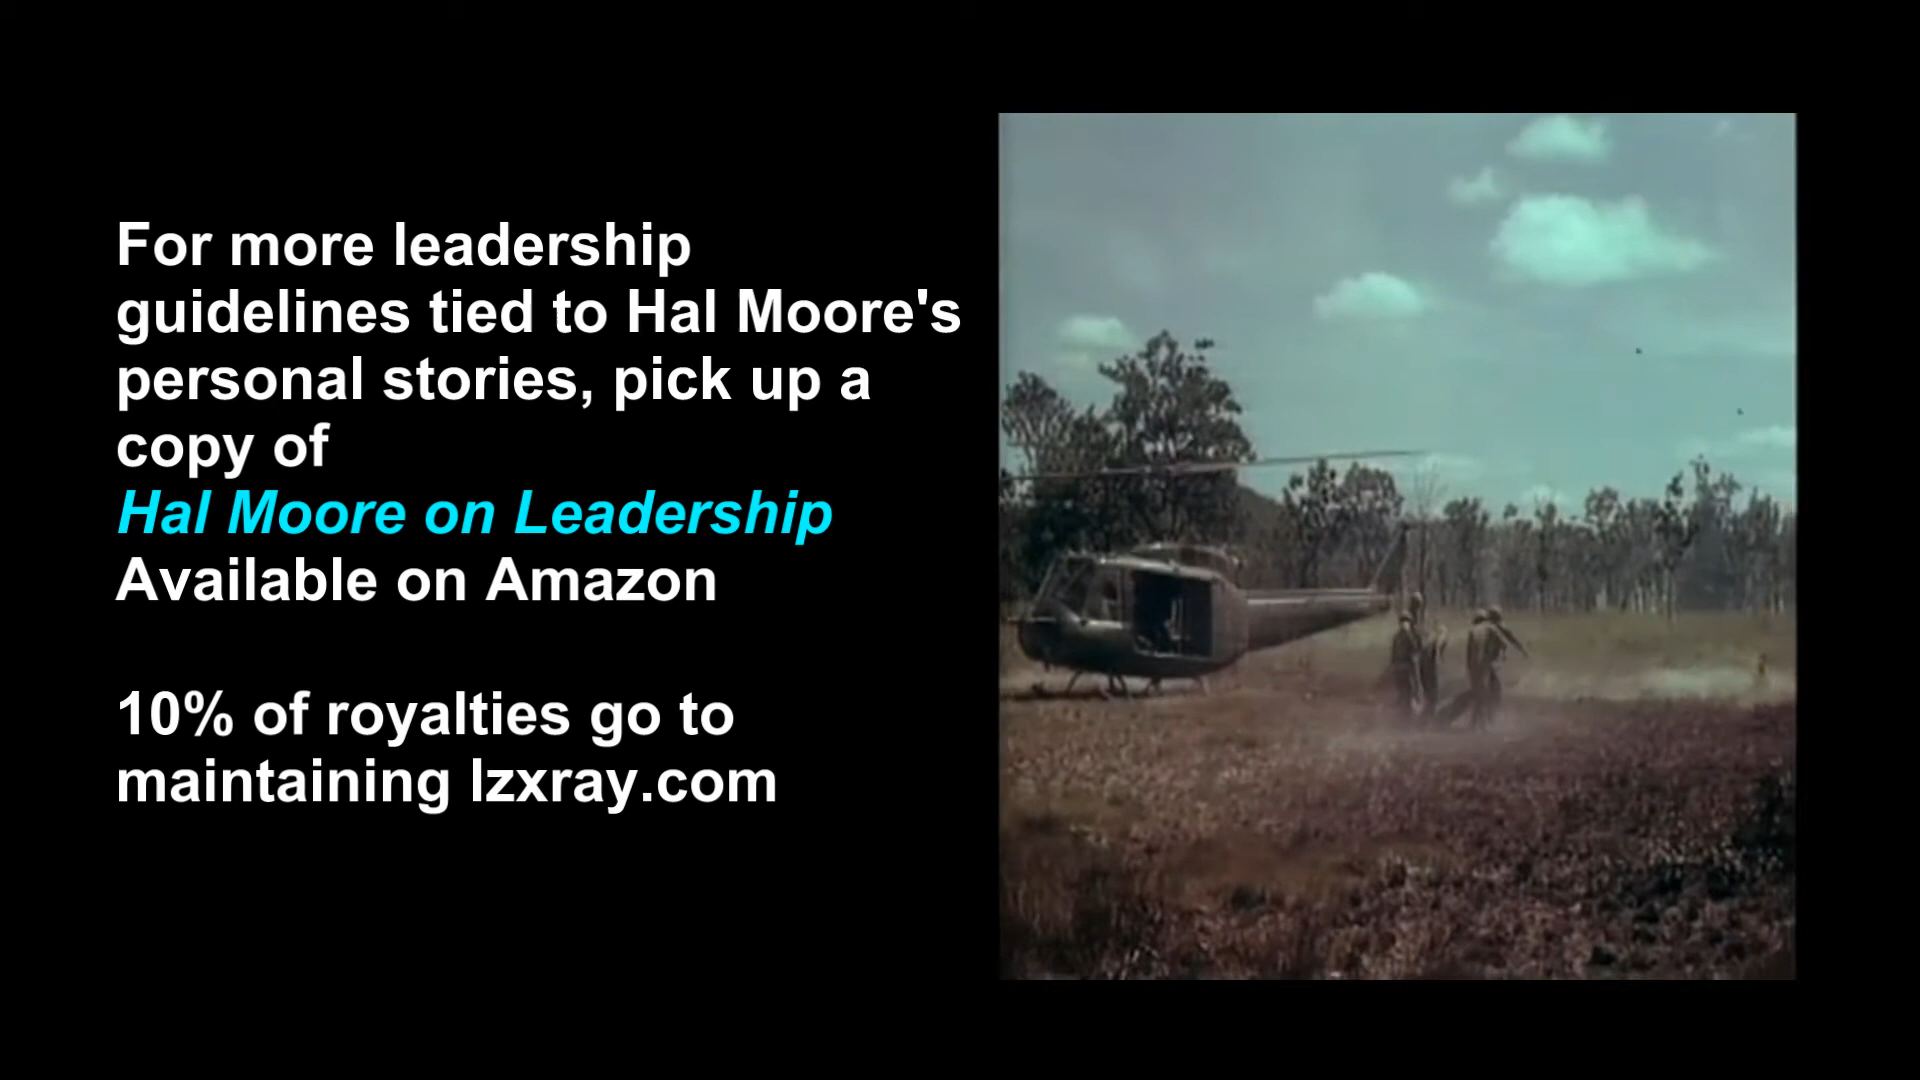 For more leadership
guidelines tied to Hal Moore's
personal stories, pick up a
copy of
Hal Moore on Leadership
Available on Amazon
10% of royalties go to
maintaining lzxray.com